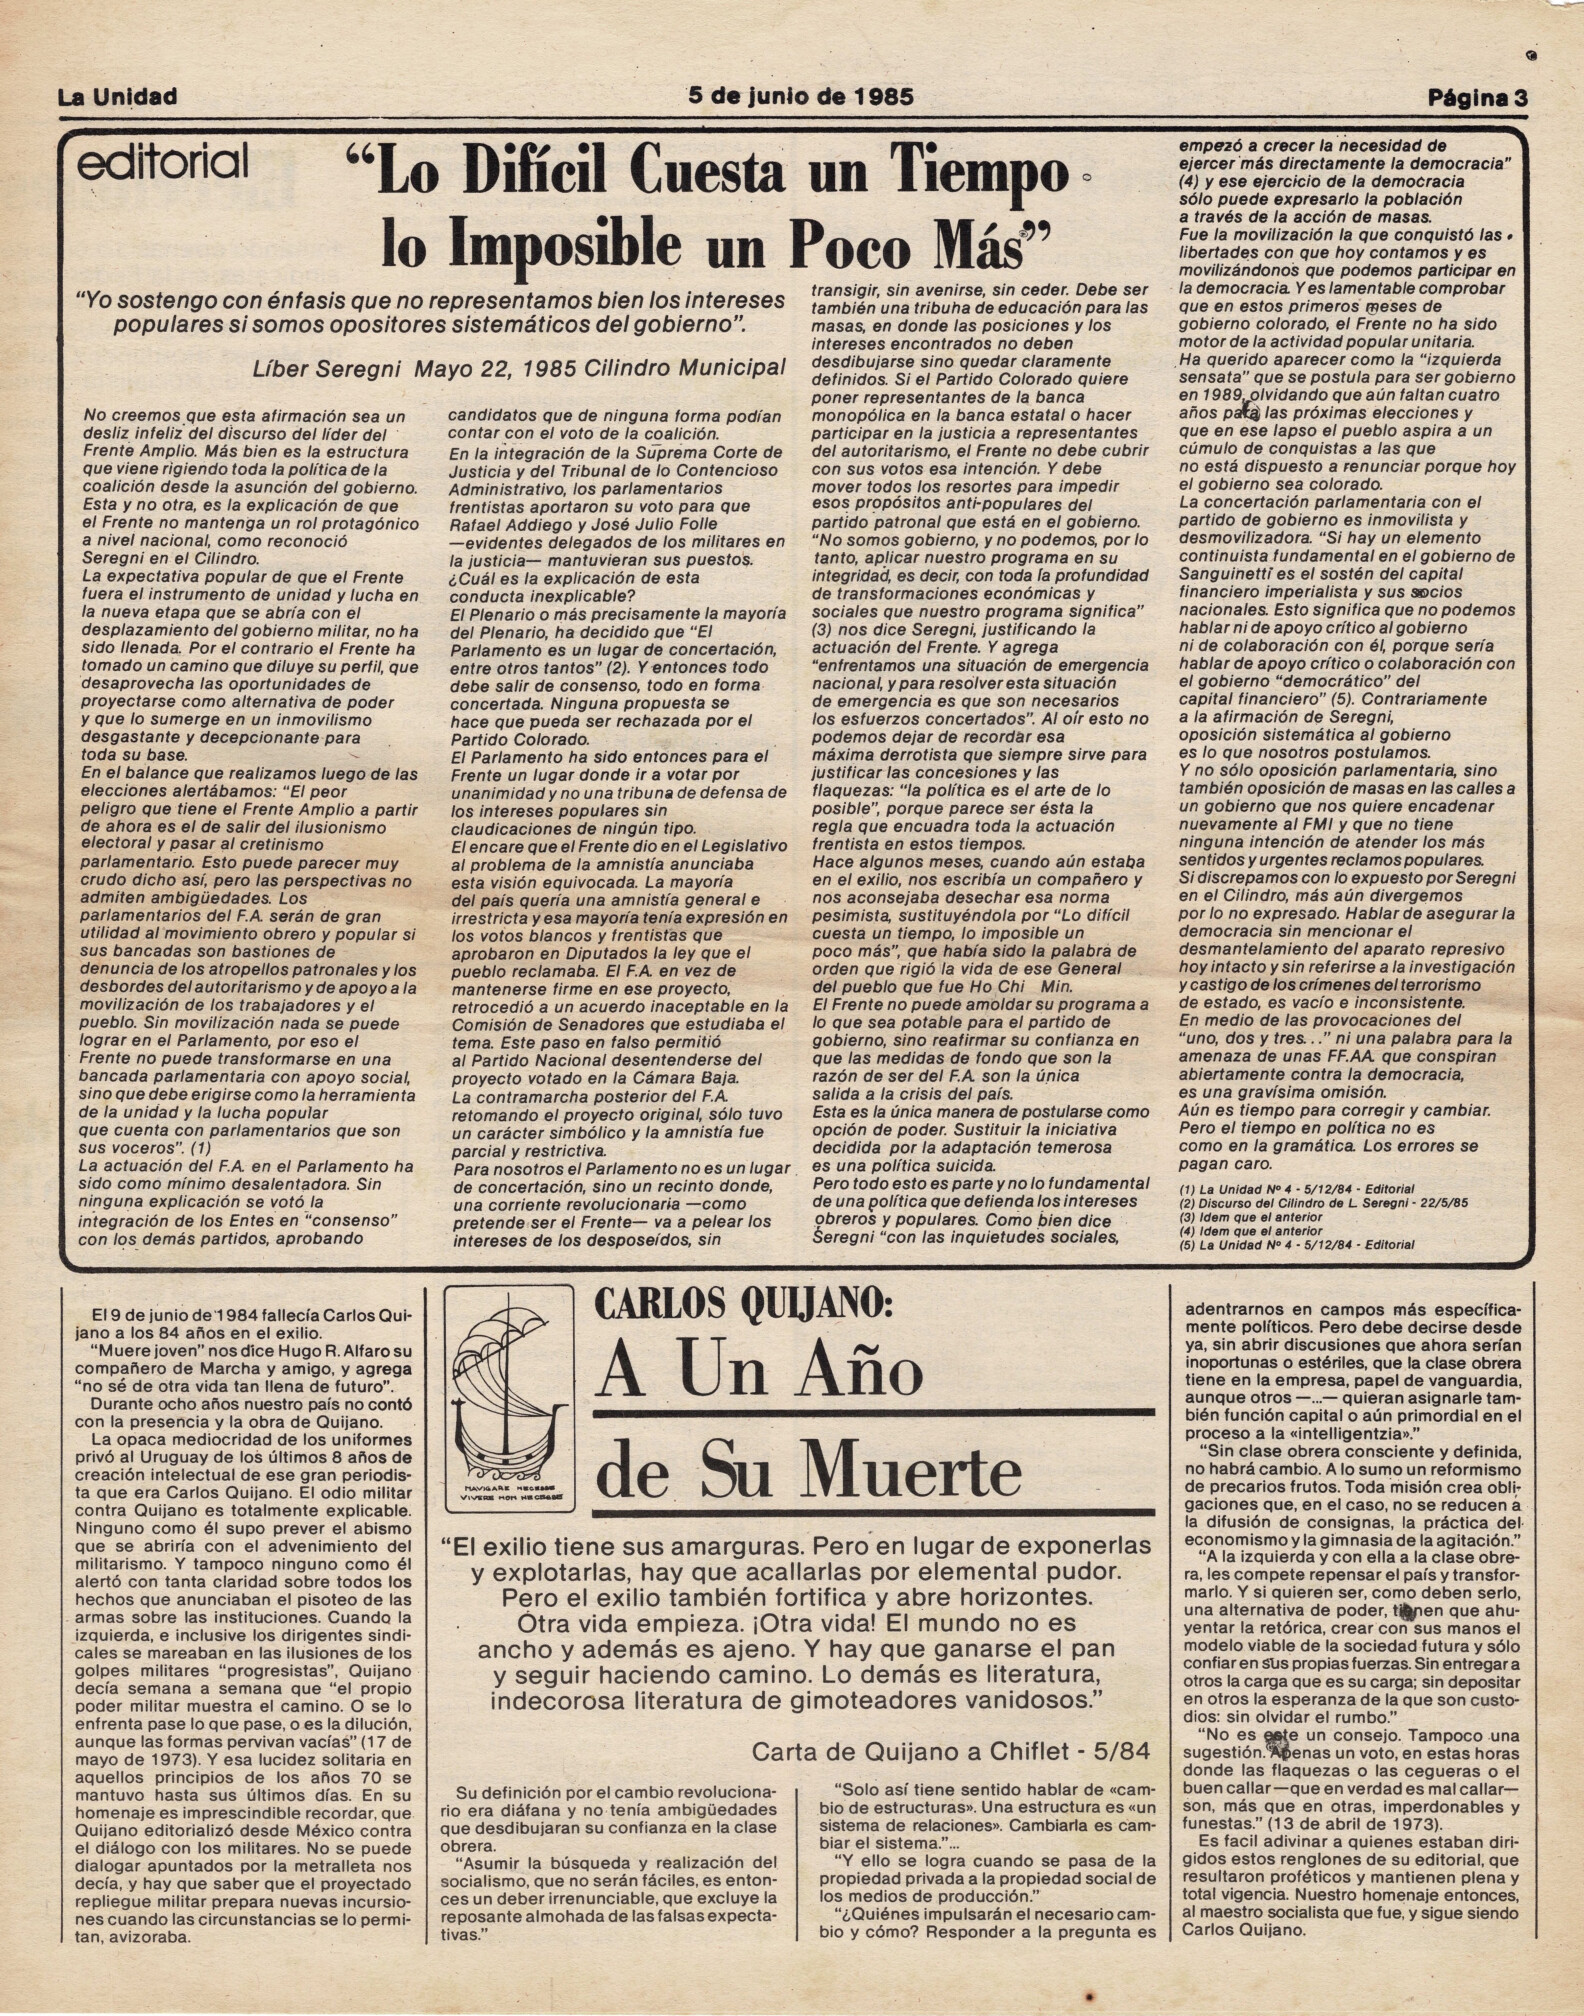 La Unidad
5 de junio de 1985
Página 3
editorial
“Lo Difícil Cuesta un Tiempo
lo Imposible un Poco Más”
“Yo sostengo con énfasis que no representamos bien los intereses
populares si somos opositores sistemáticos del gobierno”.
Líber Seregni Mayo 22, 1985 Cilindro Municipal
No creemos que esta afirmación sea un
desliz infeliz del discurso del líder del
Frente Amplio. Más bien es la estructura
que viene rigiendo toda la política de la
coalición desde la asunción del gobierno.
Esta y no otra, es la explicación de que
el Frente no mantenga un rol protagónico
a nivel nacional, como reconoció
Seregni en el Cilindro.
La expectativa popular de que el Frente
fuera el instrumento de unidad y lucha en
la nueva etapa que se abría con el
desplazamiento del gobierno militar, no ha
sido llenada. Por el contrario el Frente ha
tomado un camino que diluye su perfil, que
desaprovecha las oportunidades de
proyectarse como alternativa de poder
y que lo sumerge en un inmovilismo
desgastante y decepcionante para
toda su base.
En el balance que realizamos luego de las
elecciones alertábamos: “El peor
peligro que tiene el Frente Amplio a partir
de ahora es el de salir del ilusionismo
electoral y pasar al cretinismo
parlamentario. Esto puede parecer muy
crudo dicho así, pero las perspectivas no
admiten ambigüedades. Los
parlamentarios del F.A. serán de gran
utilidad al movimiento obrero y popular si
sus bancadas son bastiones de
denuncia de los atropellos patronales y los
desbordes del autoritarismo y de apoyo a la
movilización de los trabajadores y el
pueblo. Sin movilización nada se puede
lograr en el Parlamento, por eso el
Frente no puede transformarse en una
bancada parlamentaria con apoyo social,
sino que debe erigirse como la herramienta
de la unidad y la lucha popular
que cuenta con parlamentarios que son
sus voceros”. (1)
La actuación del F.A. en el Parlamento ha
sido como mínimo desalentadora. Sin
ninguna explicación se votó la
integración de los Entes en “consenso”
con los demás partidos, aprobando
candidatos que de ninguna forma podían
contar con el voto de la coalición.
En la integración de la Suprema Corte de
Justicia y del Tribunal de lo Contencioso
Administrativo, los parlamentarios
frentistas aportaron su voto para que
Rafael Addiego y José Julio Folle
—evidentes delegados de los militares en
la justicia— mantuvieran sus puestos.
¿Cuál es la explicación de esta
conducta inexplicable?
El Plenario o más precisamente la mayoría
del Plenario, ha decidido que “El
Parlamento es un lugar de concertación,
entre otros tantos” (2). Y entonces todo
debe salir de consenso, todo en forma
concertada. Ninguna propuesta se
hace que pueda ser rechazada por el
Partido Colorado.
El Parlamento ha sido entonces para el
Frente un lugar donde ir a votar por
unanimidad y no una tribuna de defensa de
los intereses populares sin
claudicaciones de ningún tipo.
El encare que el Frente dio en el Legislativo
al problema de la amnistía anunciaba
esta visión equivocada. La mayoría
del país quería una amnistía general e
irrestricta y esa mayoría tenía expresión en
los votos blancos y frentistas que
aprobaron en Diputados la ley que el
pueblo reclamaba. El F.A. en vez de
mantenerse firme en ese proyecto,
retrocedió a un acuerdo inaceptable en la
Comisión de Senadores que estudiaba el
tema. Este paso en falso permitió
al Partido Nacional desentenderse del
proyecto votado en la Cámara Baja.
La contramarcha posterior del F.A.
retomando el proyecto original, sólo tuvo
un carácter simbólico y la amnistía fue
parcial y restrictiva.
Para nosotros el Parlamento no es un lugar
de concertación, sino un recinto donde,
una corriente revolucionaria —como
pretende ser el Frente— va a pelear los
intereses de los desposeídos, sin
transigir, sin avenirse, sin ceder. Debe ser
también una tribuha de educación para las
masas, en donde las posiciones y los
intereses encontrados no deben
desdibujarse sino quedar claramente
definidos. Si el Partido Colorado quiere
poner representantes de la banca
monopólica en la banca estatal o hacer
participar en la justicia a representantes
del autoritarismo, el Frente no debe cubrir
con sus votos esa intención. Y debe
mover todos los resortes para impedir
esos propósitos anti-populares del
partido patronal que está en el gobierno.
“No somos gobierno, y no podemos, por lo
tanto, aplicar nuestro programa en su
integridad, es decir, con toda la profundidad
de transformaciones económicas y
sociales que nuestro programa significa”
(3) nos dice Seregni, justificando la
actuación del Frente. Y agrega
“enfrentamos una situación de emergencia
nacional, y para resolver esta situación
de emergencia es que son necesarios
los esfuerzos concertados”. Al oír esto no
podemos dejar de recordar esa
máxima derrotista que siempre sirve para
justificar las concesiones y las
flaquezas: “la política es el arte de lo
posible”, porque parece ser ésta la
regla que encuadra toda la actuación
frentista en estos tiempos.
Hace algunos meses, cuando aún estaba
en el exilio, nos escribía un compañero y
nos aconsejaba desechar esa norma
pesimista, sustituyéndola por “Lo difícil
cuesta un tiempo, lo imposible un
poco más”, que había sido la palabra de
orden que rigió la vida de ese General
del pueblo que fue Ho Chi Min.
El Frente no puede amoldar su programa a
lo que sea potable para el partido de
gobierno, sino reafirmar su confianza en
que las medidas de fondo que son la
razón de ser del F.A. son la única
salida a la crisis del país.
Esta es la única manera de postularse como
opción de poder. Sustituir la iniciativa
decidida por la adaptación temerosa
es una política suicida.
Pero todo esto es parte y no lo fundamental
de una política que defienda los intereses
obreros y populares. Como bien dice
Seregni “con las inquietudes sociales,
empezó a crecer la necesidad de
ejercer más directamente la democracia”
(4) y ese ejercicio de la democracia
sólo puede expresarlo la población
a través de la acción de masas.
Fue la movilización la que conquistó las
libertades con que hoy contamos y es
movilizándonos que podemos participar en
la democracia. Y es lamentable comprobar
que en estos primeros meses de
gobierno colorado, el Frente no ha sido
motor de la actividad popular unitaria.
Ha querido aparecer como la “izquierda
sensata” que se postula para ser gobierno
en 1989, olvidando que aún faltan cuatro
años para las próximas elecciones y
que en ese lapso el pueblo aspira a un
cúmulo de conquistas a las que
no está dispuesto a renunciar porque hoy
el gobierno sea colorado.
La concertación parlamentaria con el
partido de gobierno es inmovilista y
desmovilizadora. “Si hay un elemento
continuista fundamental en el gobierno de
Sanguinetti es el sostén del capital
financiero imperialista y sus socios
nacionales. Esto significa que no podemos
hablar ni de apoyo crítico al gobierno
ni de colaboración con él, porque sería
hablar de apoyo crítico o colaboración con
el gobierno “democrático” del
capital financiero” (5). Contrariamente
a la afirmación de Seregni,
oposición sistemática al gobierno
es lo que nosotros postulamos.
Y no sólo oposición parlamentaria, sino
también oposición de masas en las calles a
un gobierno que nos quiere encadenar
nuevamente al FMI y que no tiene
ninguna intención de atender los más
sentidos y urgentes reclamos populares.
Si discrepamos con lo expuesto por Seregni
en el Cilindro, más aún divergemos
por lo no expresado. Hablar de asegurar la
democracia sin mencionar el
desmantelamiento del aparato represivo
hoy intacto y sin referirse a la investigación
y castigo de los crímenes del terrorismo
de estado, es vacío e inconsistente.
En medio de las provocaciones del
“uno, dos y tres. . .” ni una palabra para la
amenaza de unas FF.AA. que conspiran
abiertamente contra la democracia,
es una gravísima omisión.
Aún es tiempo para corregir y cambiar.
Pero el tiempo en política no es
como en la gramática. Los errores se
pagan caro.
(1) La Unidad Nº 4 - 5/12/84 - Editorial
(2) Discurso del Cilindro de L. Seregni - 22/5/85
(3) Idem que el anterior
(4) Idem que el anterior
(5) La Unidad Nº 4 - 5/12/84 - Editorial
El 9 de junio de 1984 fallecía Carlos Qui-
jano a los 84 años en el exilio.
“Muere joven” nos dice Hugo R. Alfaro su
compañero de Marcha y amigo, y agrega
“no sé de otra vida tan llena de futuro”.
Durante ocho años nuestro país no contó
con la presencia y la obra de Quijano.
La opaca mediocridad de los uniformes
privó al Uruguay de los últimos 8 años de
creación intelectual de ese gran periodis-
ta que era Carlos Quijano. El odio militar
contra Quijano es totalmente explicable.
Ninguno como él supo prever el abismo
que se abriría con el advenimiento del
militarismo. Y tampoco ninguno como él
alertó con tanta claridad sobre todos los
hechos que anunciaban el pisoteo de las
armas sobre las instituciones. Cuando la
izquierda, e inclusive los dirigentes sindi-
cales se mareaban en las ilusiones de los
golpes militares “progresistas”, Quijano
decía semana a semana que “el propio
poder militar muestra el camino. O se lo
enfrenta pase lo que pase, o es la dilución,
aunque las formas pervivan vacías” (17 de
mayo de 1973). Y esa lucidez solitaria en
aquellos principios de los años 70 se
mantuvo hasta sus últimos días. En su
homenaje es imprescindible recordar, que
Quijano editorializó desde México contra
el diálogo con los militares. No se puede
dialogar apuntados por la metralleta nos
decía, y hay que saber que el proyectado
repliegue militar prepara nuevas incursio-
nes cuando las circunstancias se lo permi-
tan, avizoraba.
NAVIGARE NECESSE
VIVERE NON NECESSE
CARLOS QUIJANO:
A Un Año
de Su Muerte
“El exilio tiene sus amarguras. Pero en lugar de exponerlas
y explotarlas, hay que acallarlas por elemental pudor.
Pero el exilio también fortifica y abre horizontes.
Otra vida empieza. ¡Otra vida! El mundo no es
ancho y además es ajeno. Y hay que ganarse el pan
y seguir haciendo camino. Lo demás es literatura,
indecorosa literatura de gimoteadores vanidosos.”
Carta de Quijano a Chiflet - 5/84
Su definición por el cambio revoluciona-
rio era diáfana y no tenía ambigüedades
que desdibujaran su confianza en la clase
obrera.
“Asumir la búsqueda y realización del
socialismo, que no serán fáciles, es enton-
ces un deber irrenunciable, que excluye la
reposante almohada de las falsas expecta-
tivas.”
“Solo así tiene sentido hablar de «cam-
bio de estructuras». Una estructura es «un
sistema de relaciones». Cambiarla es cam-
biar el sistema.”...
“Y ello se logra cuando se pasa de la
propiedad privada a la propiedad social de
los medios de producción.”
“¿Quiénes impulsarán el necesario cam-
bio y cómo? Responder a la pregunta es
adentrarnos en campos más específica-
mente políticos. Pero debe decirse desde
ya, sin abrir discusiones que ahora serían
inoportunas o estériles, que la clase obrera
tiene en la empresa, papel de vanguardia,
aunque otros —...— quieran asignarle tam-
bién función capital o aún primordial en el
proceso a la «intelligentzia».”
“Sin clase obrera consciente y definida,
no habrá cambio. A lo sumo un reformismo
de precarios frutos. Toda misión crea obli-
gaciones que, en el caso, no se reducen a
la difusión de consignas, la práctica del
economismo y la gimnasia de la agitación.”
“A la izquierda y con ella a la clase obre-
ra, les compete repensar el país y transfor-
marlo. Y si quieren ser, como deben serlo,
una alternativa de poder, tienen que ahu-
yentar la retórica, crear con sus manos el
modelo viable de la sociedad futura y sólo
confiar en sus propias fuerzas. Sin entregar a
otros la carga que es su carga; sin depositar
en otros la esperanza de la que son custo-
dios: sin olvidar el rumbo.”
“No es este un consejo. Tampoco una
sugestión. Apenas un voto, en estas horas
donde las flaquezas o las cegueras o el
buen callar —que en verdad es mal callar—
son, más que en otras, imperdonables y
funestas.” (13 de abril de 1973).
Es facil adivinar a quienes estaban diri-
gidos estos renglones de su editorial, que
resultaron proféticos y mantienen plena y
total vigencia. Nuestro homenaje entonces,
al maestro socialista que fue, y sigue siendo
Carlos Quijano.